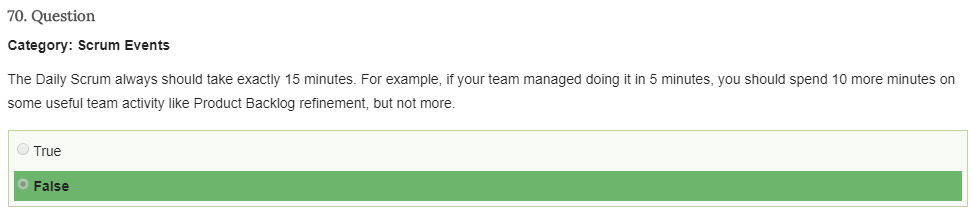 70. Question
Category: Scrum Events
The Daily Scrum always should take exactly 15 minutes. For example, if your team managed doing it in 5 minutes, you should spend 10 more minutes on
some useful team activity like Product Backlog refinement, but not more.
True
False